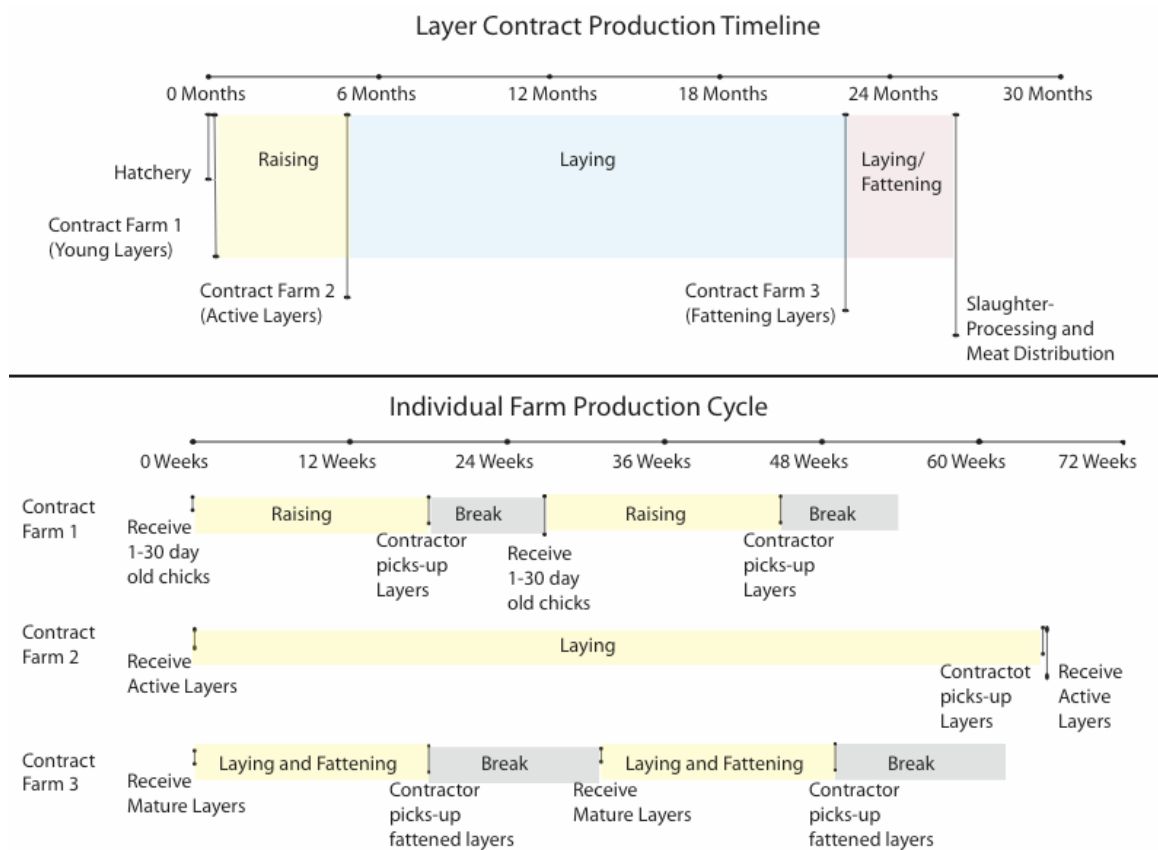 Layer Contract Production Timeline
0 Months
6 Months
12 Months
18 Months
24 Months
30 Months
Raising
Laying
Laying/
Fattening
Hatchery
Contract Farm 1
(Young Layers)
Contract Farm 2
(Active Layers)
Contract Farm 3
(Fattening Layers)
Slaughter-
Processing and
Meat Distribution
Individual Farm Production Cycle
0 Weeks
12 Weeks
24 Weeks
36 Weeks
48 Weeks
60 Weeks
72 Weeks
Contract
Farm 1
Raising
Break
Raising
Break
Receive
1-30 day
old chicks
Contractor
picks-up
Layers
Receive
1-30 day
old chicks
Contractor
picks-up
Layers
Contract
Farm 2
Laying
Receive
Active Layers
Contractot
picks-up
Layers
Receive
Active
Layers
Contract
Farm 3
Laying and Fattening
Break
Laying and Fattening
Break
Receive
Mature Layers
Contractor
picks-up
fattened layers
Receive
Mature Layers
Contractor
picks-up
fattened layers